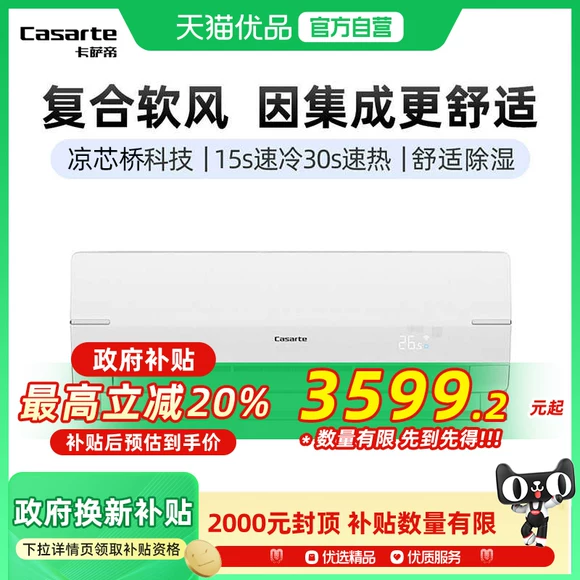 Casarte
卡萨帝
天猫优品 官方自营
复合软风 因集成更舒适
凉芯桥科技 | 15s速冷30s速热 | 舒适除湿
Casarte
26.5
政府补贴
最高立减20%
补贴后预估到手价
3599.2 元起
*数量有限 先到先得!!!
政府换新补贴
下拉详情页领取补贴资格
2000元封顶 补贴数量有限
优选精品 优质服务